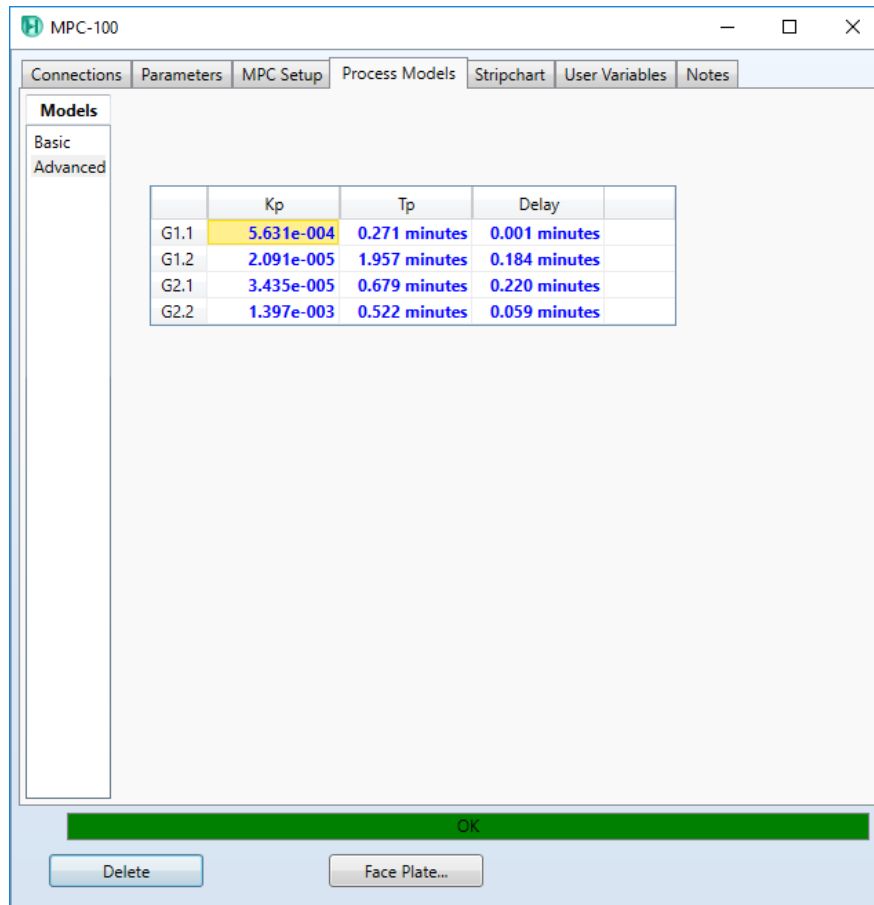 MPC-100
Connections Parameters MPC Setup Process Models Stripchart User Variables Notes
Models
Basic
Advanced
Kp Tp Delay
G1.1 5.631e-004 0.271 minutes 0.001 minutes
G1.2 2.091e-005 1.957 minutes 0.184 minutes
G2.1 3.435e-005 0.679 minutes 0.220 minutes
G2.2 1.397e-003 0.522 minutes 0.059 minutes
OK
Delete Face Plate...